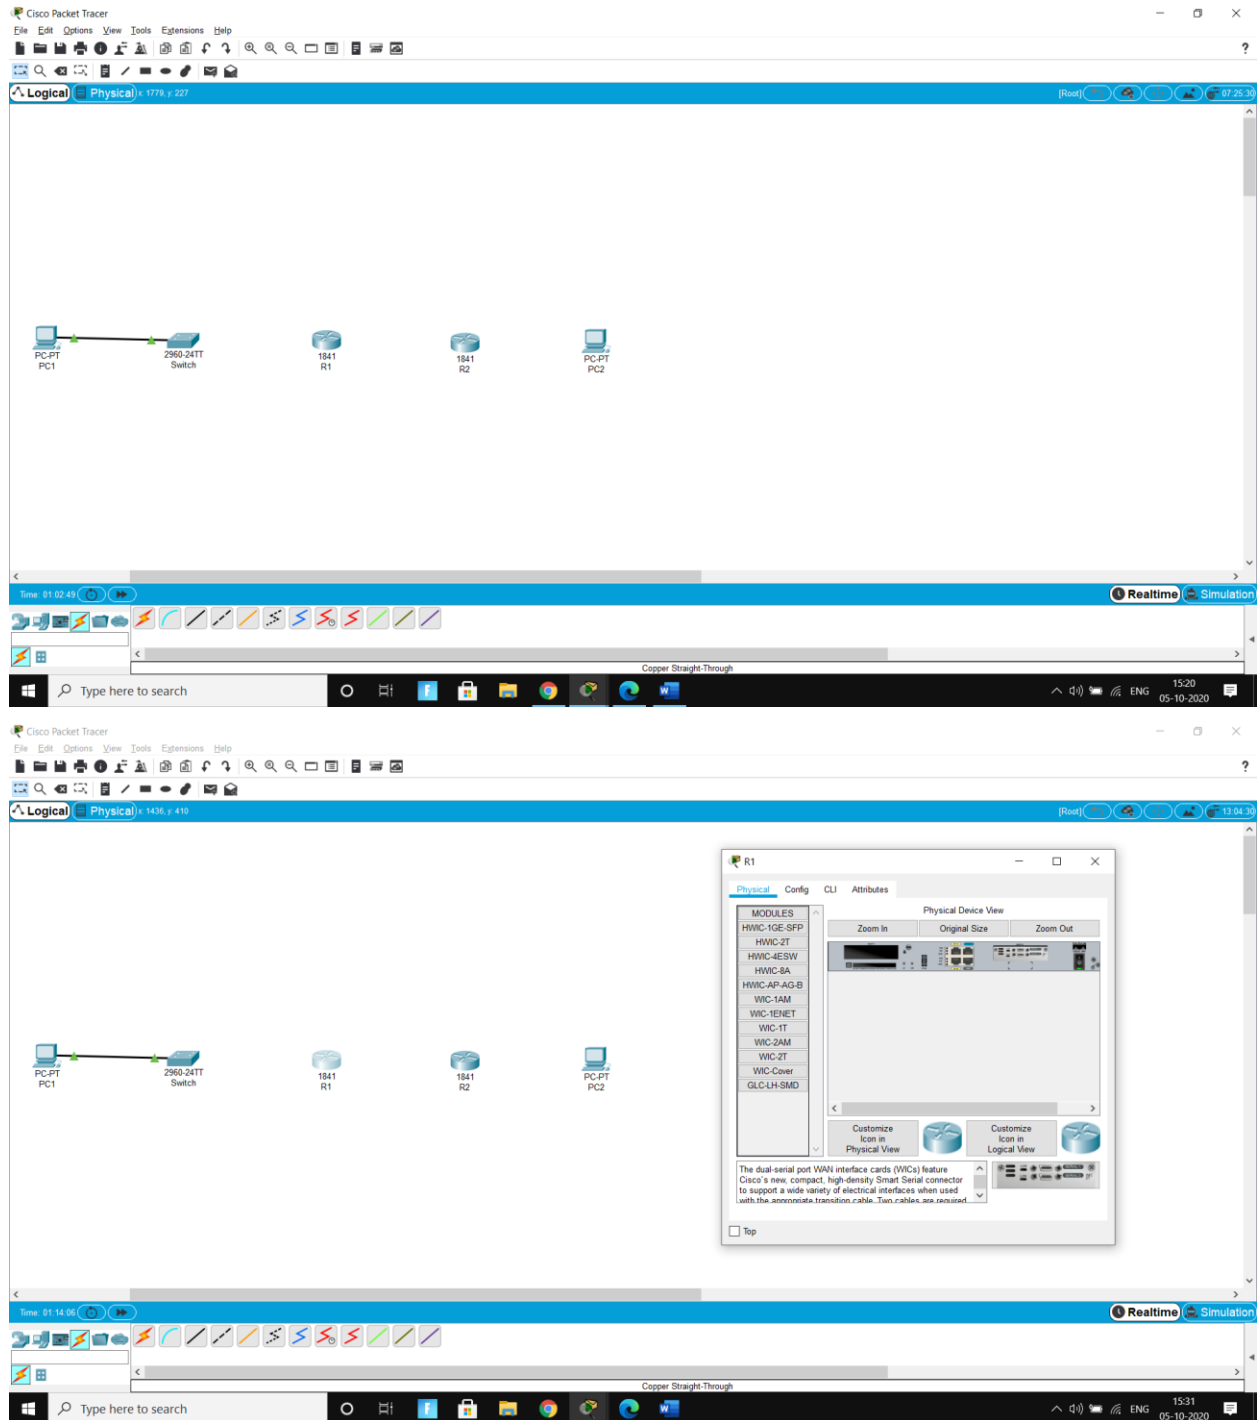 Cisco Packet Tracer
File Edit Options View Tools Extensions Help
?
Logical Physical x: 1779, y: 227 [Root] 07:25:30
PC-PT
PC1
2960-24TT
Switch
1841
R1
1841
R2
PC-PT
PC2
Time: 01:02:49 Realtime Simulation
Copper Straight-Through
Type here to search ENG 15:20
05-10-2020
Cisco Packet Tracer
File Edit Options View Tools Extensions Help
?
Logical Physical x: 1436, y: 410 [Root] 13:04:30
R1
Physical Config CLI Attributes
MODULES
HWIC-1GE-SFP
HWIC-2T
HWIC-4ESW
HWIC-8A
HWIC-AP-AG-B
WIC-1AM
WIC-1ENET
WIC-1T
WIC-2AM
WIC-2T
WIC-Cover
GLC-LH-SMD
Physical Device View
Zoom In Original Size Zoom Out
Customize
Icon in
Physical View
Customize
Icon in
Logical View
The dual-serial port WAN interface cards (WICs) feature
Cisco's new, compact, high-density Smart Serial connector
to support a wide variety of electrical interfaces when used
with the appropriate transition cable. Two cables are required
Top
PC-PT
PC1
2960-24TT
Switch
1841
R1
1841
R2
PC-PT
PC2
Time: 01:14:06 Realtime Simulation
Copper Straight-Through
Type here to search ENG 15:31
05-10-2020